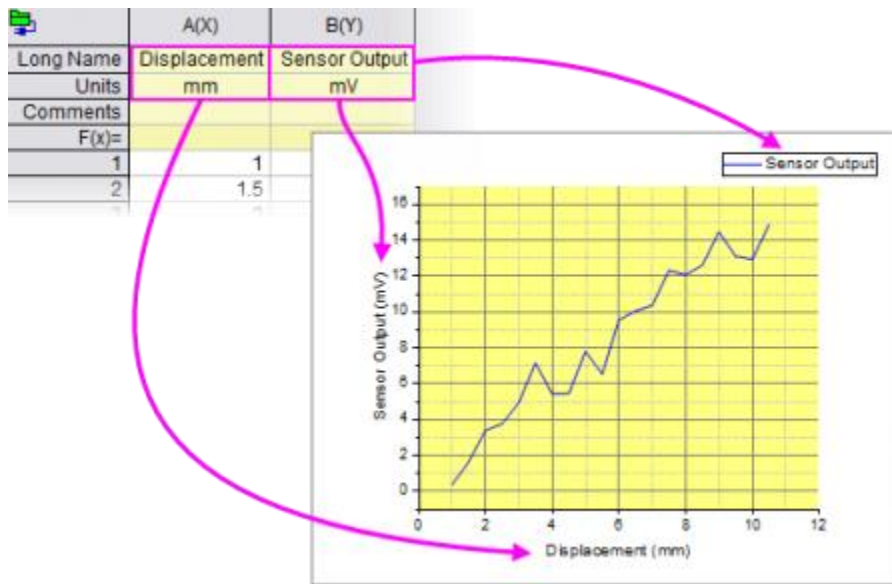 A(X) B(Y)
Long Name Displacement Sensor Output
Units mm mV
Comments
F(x)=
1 1
2 1.5
Sensor Output
16
14
12
10
8
6
4
2
0
Sensor Output (mV)
0 2 4 6 8 10 12
Displacement (mm)